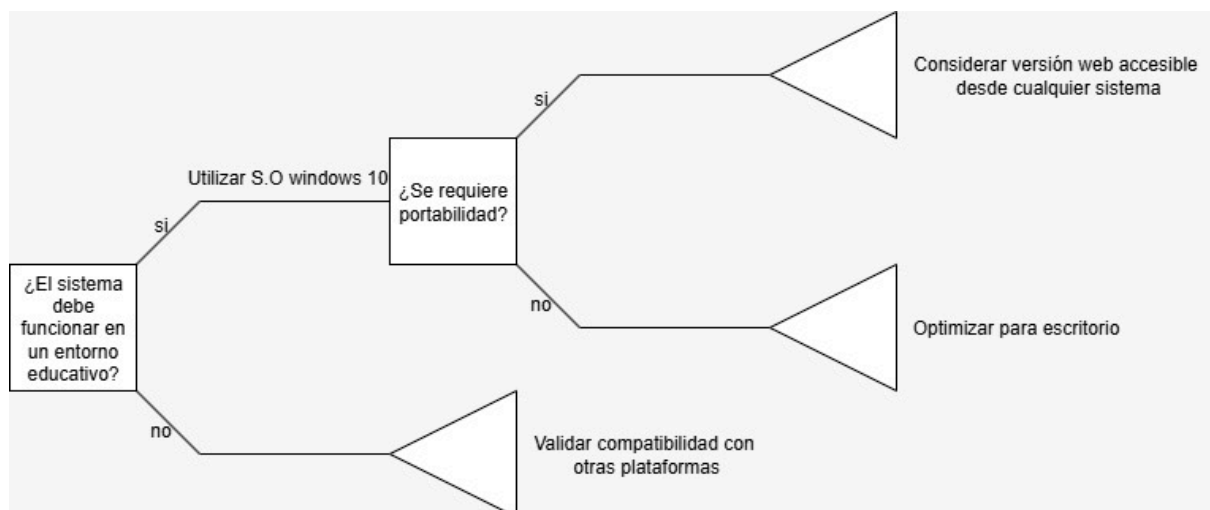 Considerar versión web accesible
desde cualquier sistema
si
Utilizar S.O windows 10
¿Se requiere
portabilidad?
si
¿El sistema
debe
funcionar en
un entorno
educativo?
no
Optimizar para escritorio
no
Validar compatibilidad con
otras plataformas